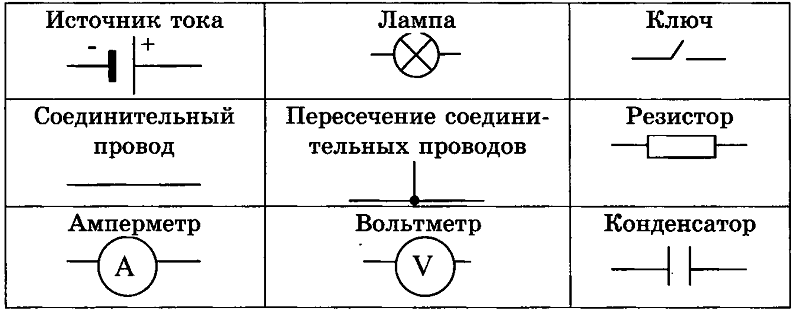 Источник тока
- +
Лампа
Ключ
Соединительный
провод
Пересечение соедини-
тельных проводов
Резистор
Амперметр
A
Вольтметр
V
Конденсатор